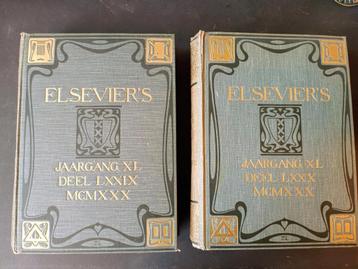 ELSEVIER'S
JAARGANG XL
DEEL LXXIX
MCMXXX
ELSEVIER'S
JAARGANG XL
DEEL LXXX
MCMXXX